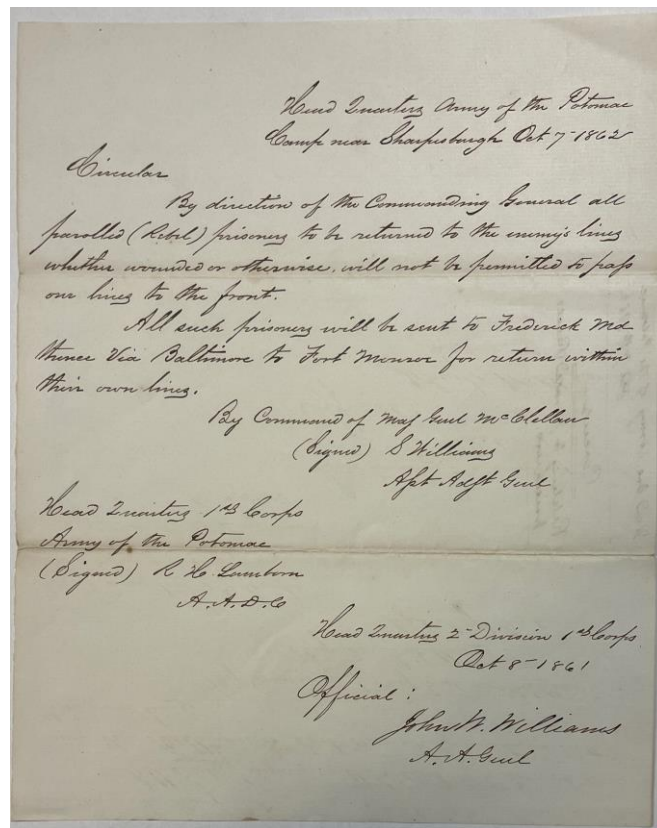 Head Quarters Army of the Potomac
Camp near Sharpesburgh Oct 7-1862
Circular
By direction of the Commanding General all
parolled (Rebel) prisoners to be returned to the enemy's lines
whether wounded or otherwise. will not be permitted to pass
our lines to the front.
All such prisoners will be sent to Frederick Md
thence Via Baltimore to Fort Monroe for return within
their own lines.
By Command of Maj Genl McClellan
(Signed) S Williams
Asst Adjt Genl
Head Quarters 1st Corps
Army of the Potomac
(Signed) R H Lamborn
A.A.D.C
Head Quarters 2- Division 1st Corps
Oct 8-1861
Official:
John W. Williams
A.A. Genl